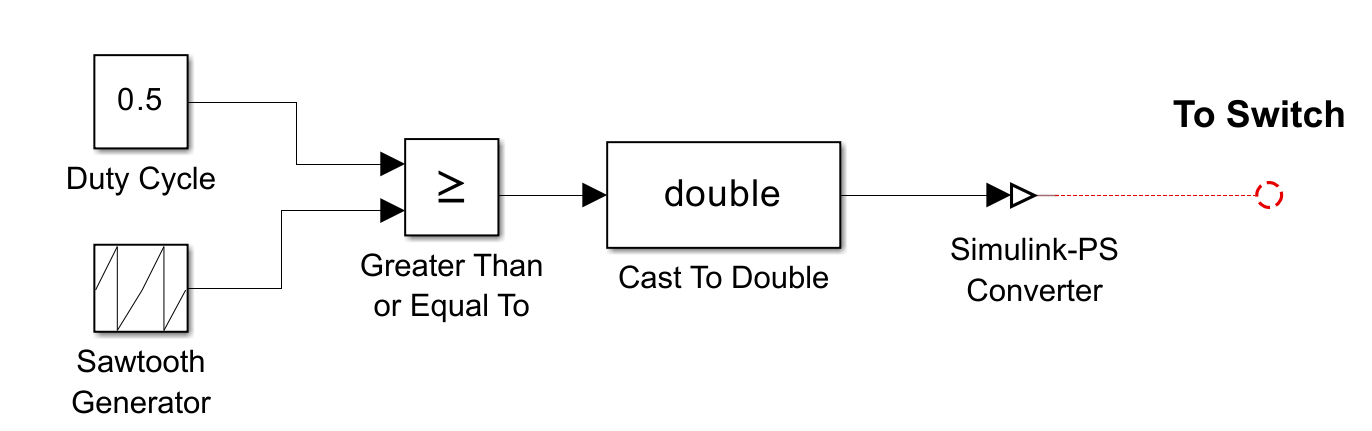 0.5
Duty Cycle
Sawtooth
Generator
≥
Greater Than
or Equal To
double
Cast To Double
Simulink-PS
Converter
To Switch